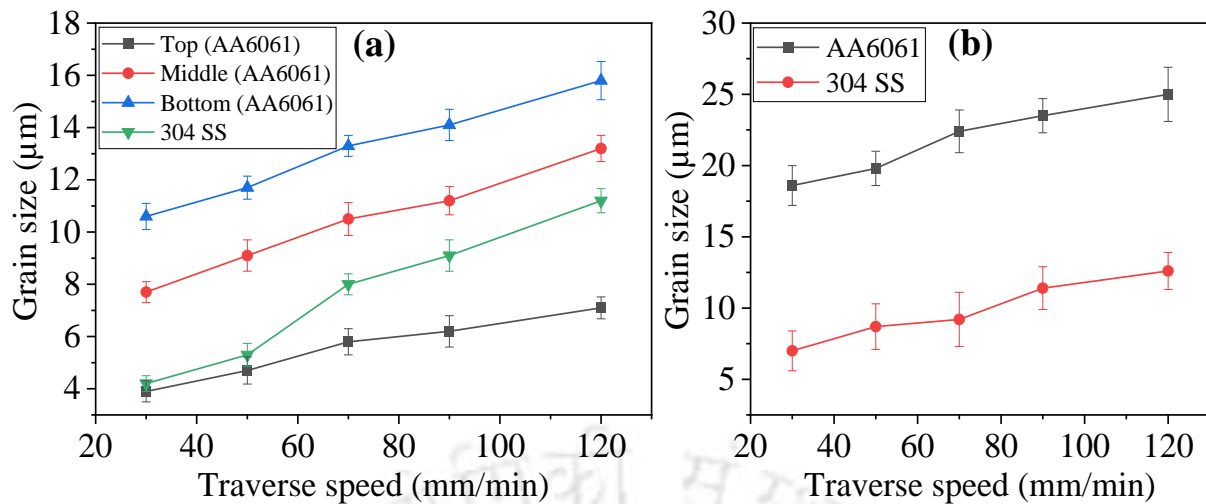 (a)
Top (AA6061)
Middle (AA6061)
Bottom (AA6061)
304 SS
18
16
14
12
10
8
6
4
Grain size (µm)
20 40 60 80 100 120
Traverse speed (mm/min)
(b)
AA6061
304 SS
30
25
20
15
10
5
Grain size (µm)
20 40 60 80 100 120
Traverse speed (mm/min)